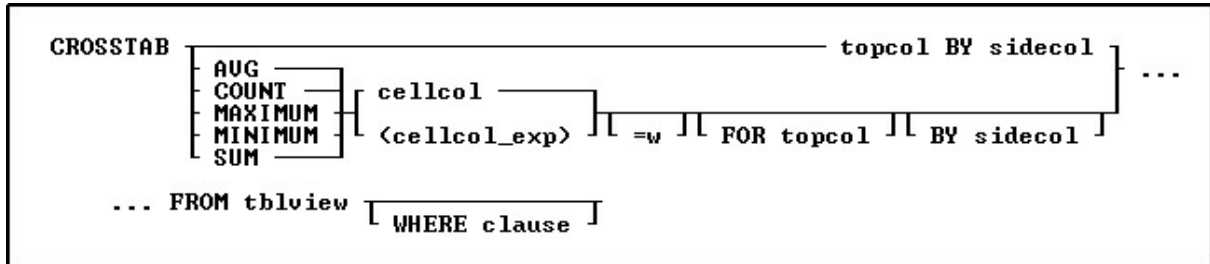 CROSSTAB topcol BY sidecol
AVG
COUNT cellcol ...
MAXIMUM
MINIMUM (cellcol_exp) =w FOR topcol BY sidecol
SUM
... FROM tblview
WHERE clause